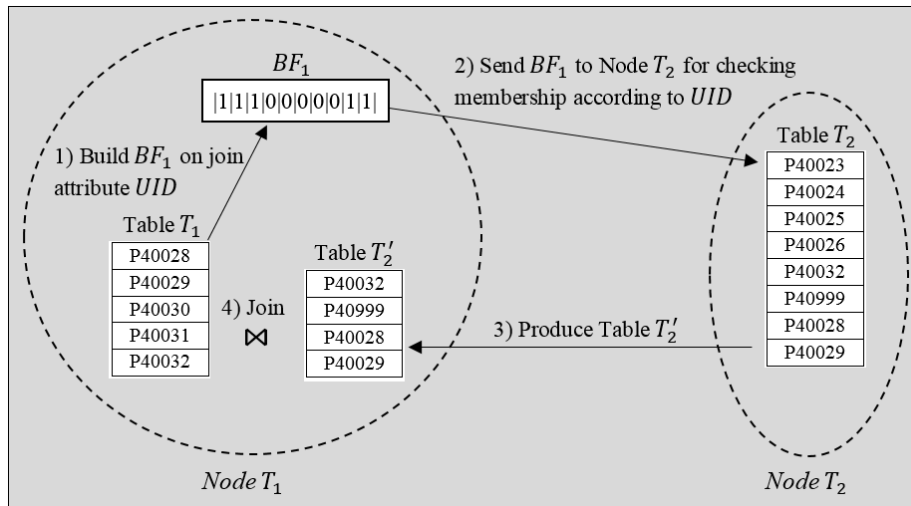 BF₁
|1|1|1|0|0|0|0|0|1|1|
2) Send BF₁ to Node T₂ for checking
membership according to UID
1) Build BF₁ on join
attribute UID
Table T₁
P40028
P40029
P40030
P40031
P40032
4) Join
⋈
Table T₂′
P40032
P40999
P40028
P40029
3) Produce Table T₂′
Table T₂
P40023
P40024
P40025
P40026
P40032
P40999
P40028
P40029
Node T₁
Node T₂